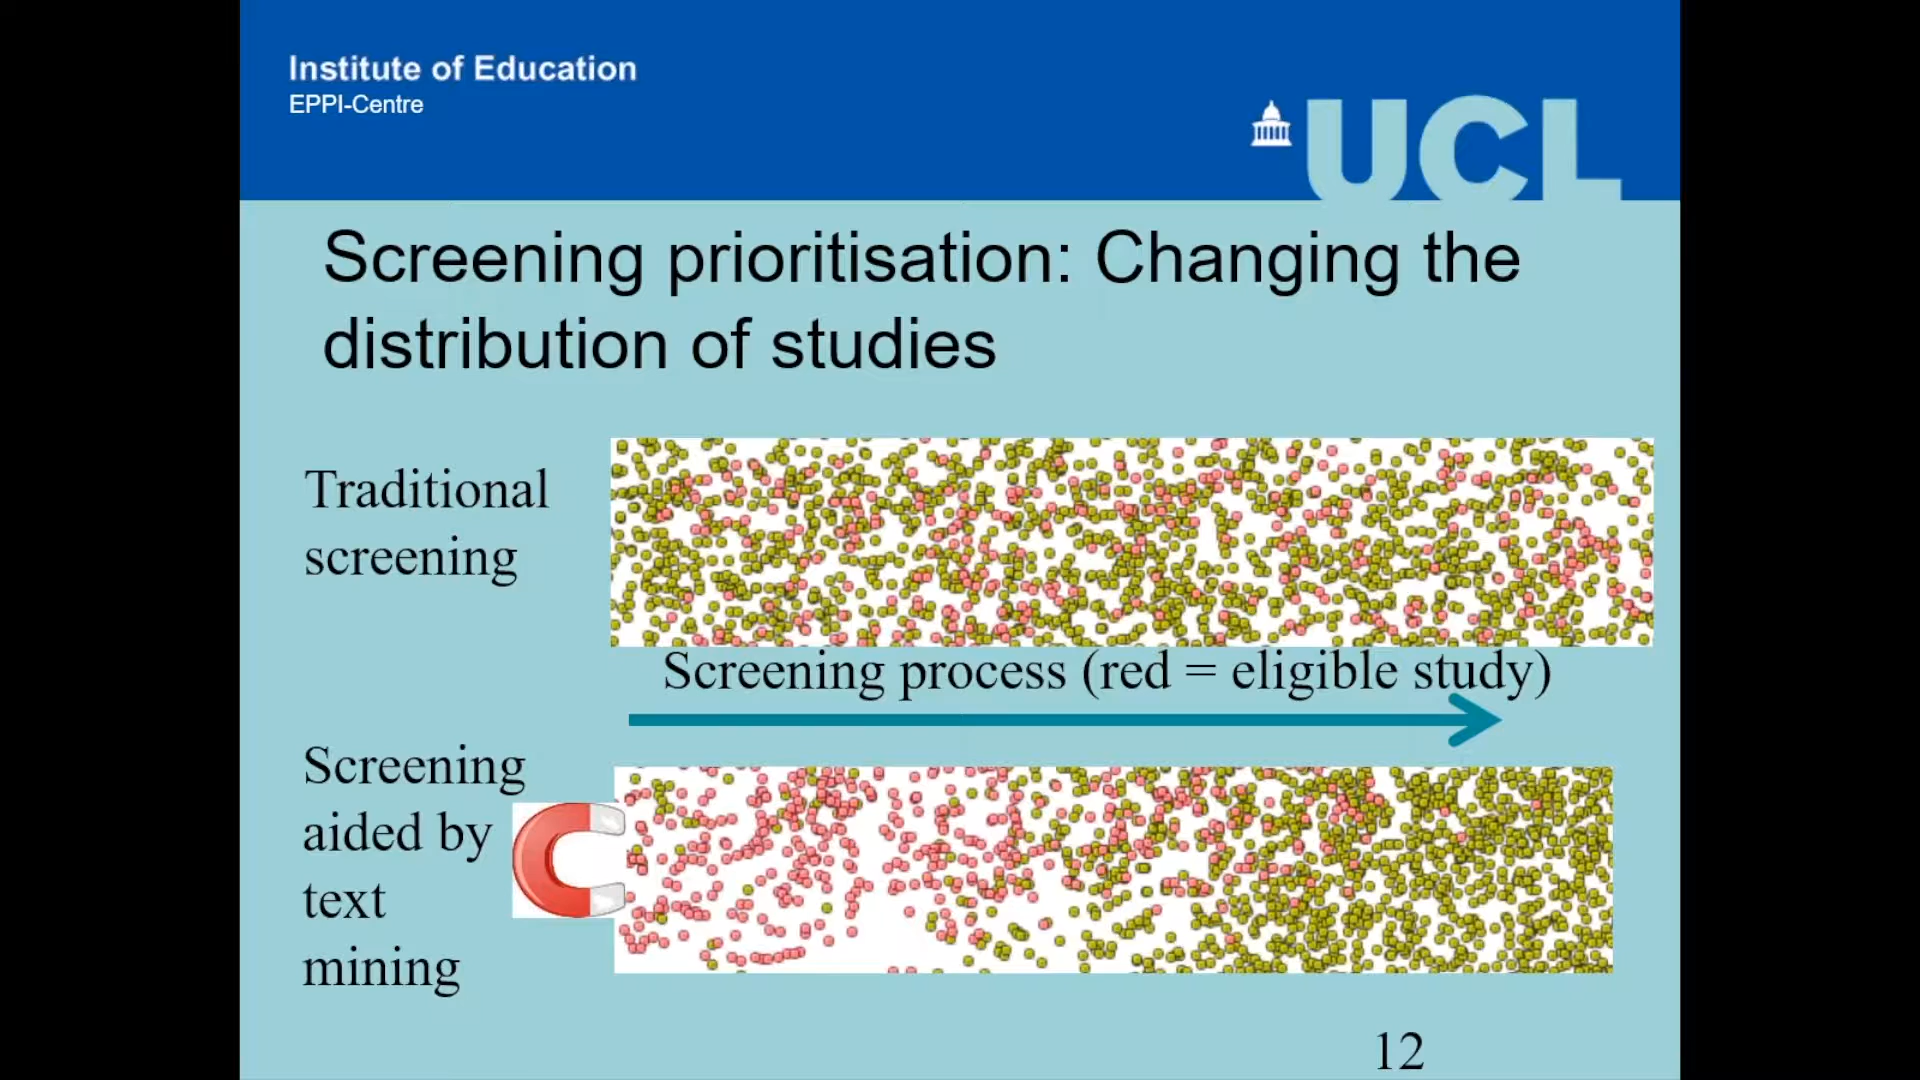 Institute of Education
EPPI-Centre
UCL
Screening prioritisation: Changing the
distribution of studies
Traditional
screening
Screening process (red = eligible study)
Screening
aided by
text
mining
12